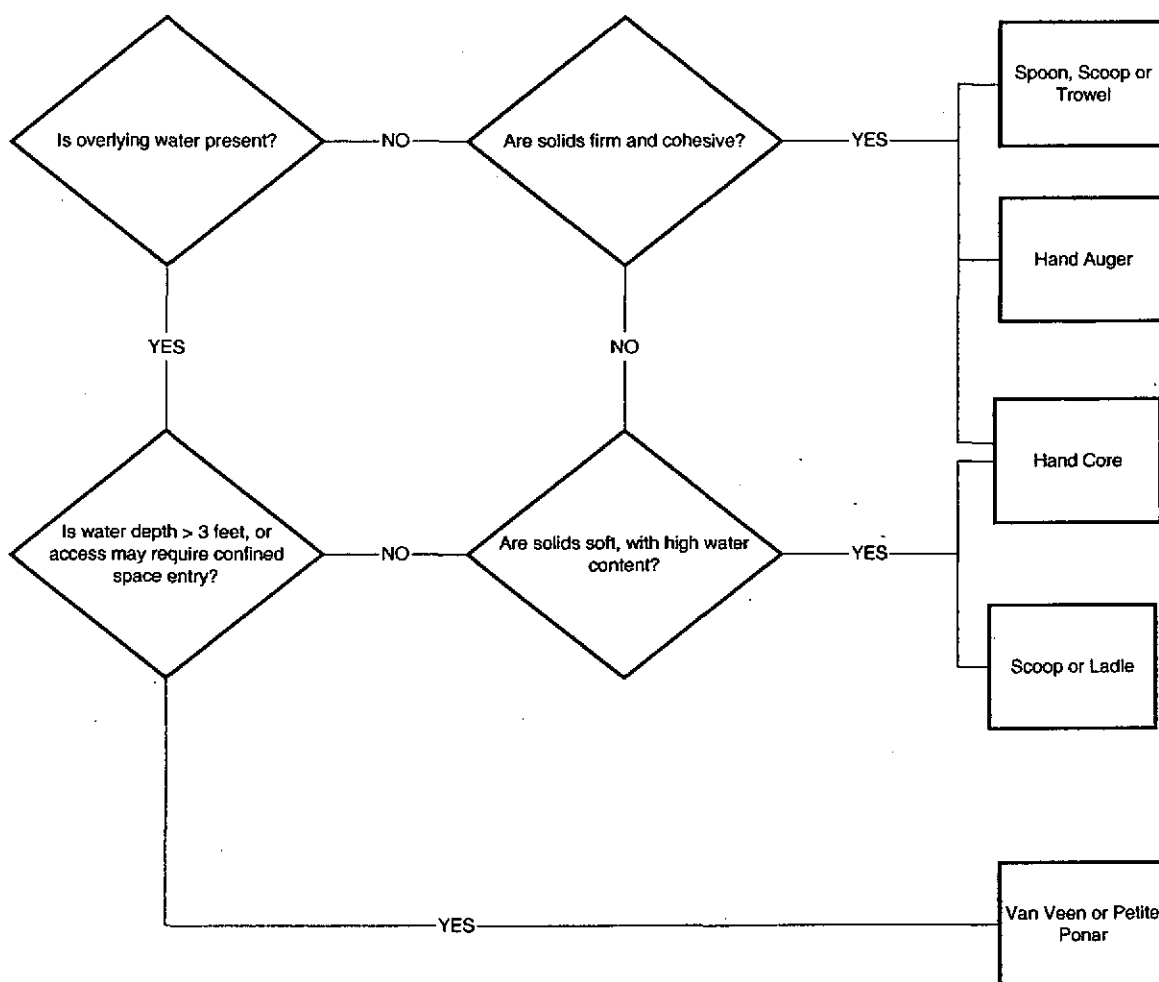 Is overlying water present?
NO
Are solids firm and cohesive?
YES
Spoon, Scoop or
Trowel
Hand Auger
YES
NO
Hand Core
Is water depth > 3 feet, or
access may require confined
space entry?
NO
Are solids soft, with high water
content?
YES
Scoop or Ladle
YES
Van Veen or Petite
Ponar